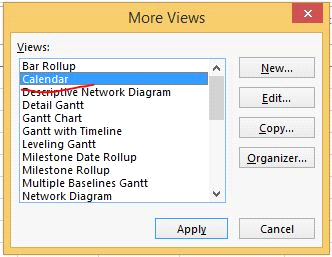 More Views
Views:
Bar Rollup
Calendar
Descriptive Network Diagram
Detail Gantt
Gantt Chart
Gantt with Timeline
Leveling Gantt
Milestone Date Rollup
Milestone Rollup
Multiple Baselines Gantt
Network Diagram
New...
Edit...
Copy...
Organizer...
Apply
Cancel